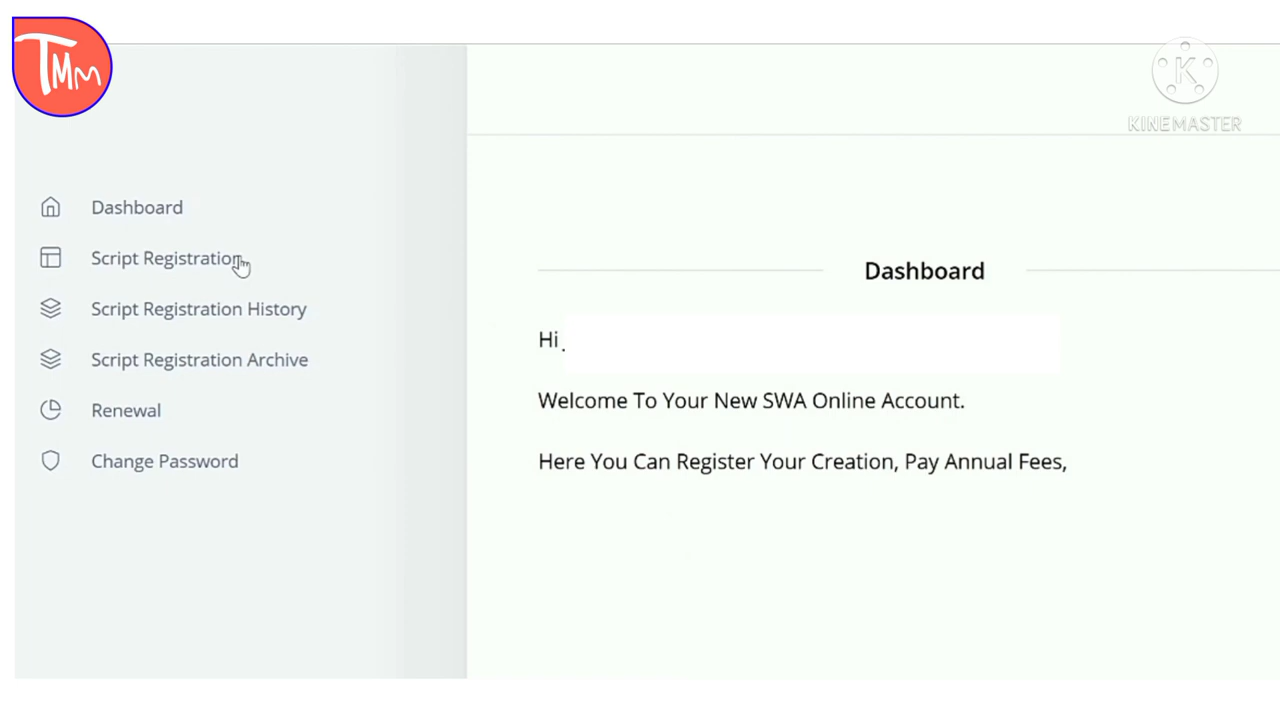 TMM
K
KINEMASTER
Dashboard
Script Registration
Script Registration History
Script Registration Archive
Renewal
Change Password
Dashboard
Hi .
Welcome To Your New SWA Online Account.
Here You Can Register Your Creation, Pay Annual Fees,